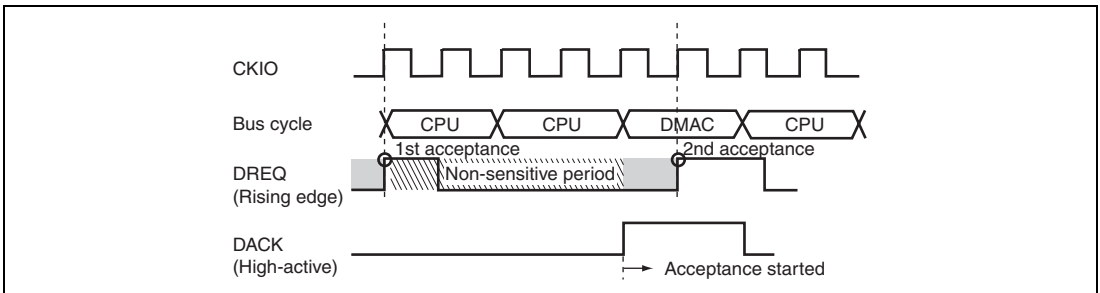 CKIO
Bus cycle
CPU CPU DMAC CPU
1st acceptance 2nd acceptance
DREQ
(Rising edge)
Non-sensitive period
DACK
(High-active)
Acceptance started